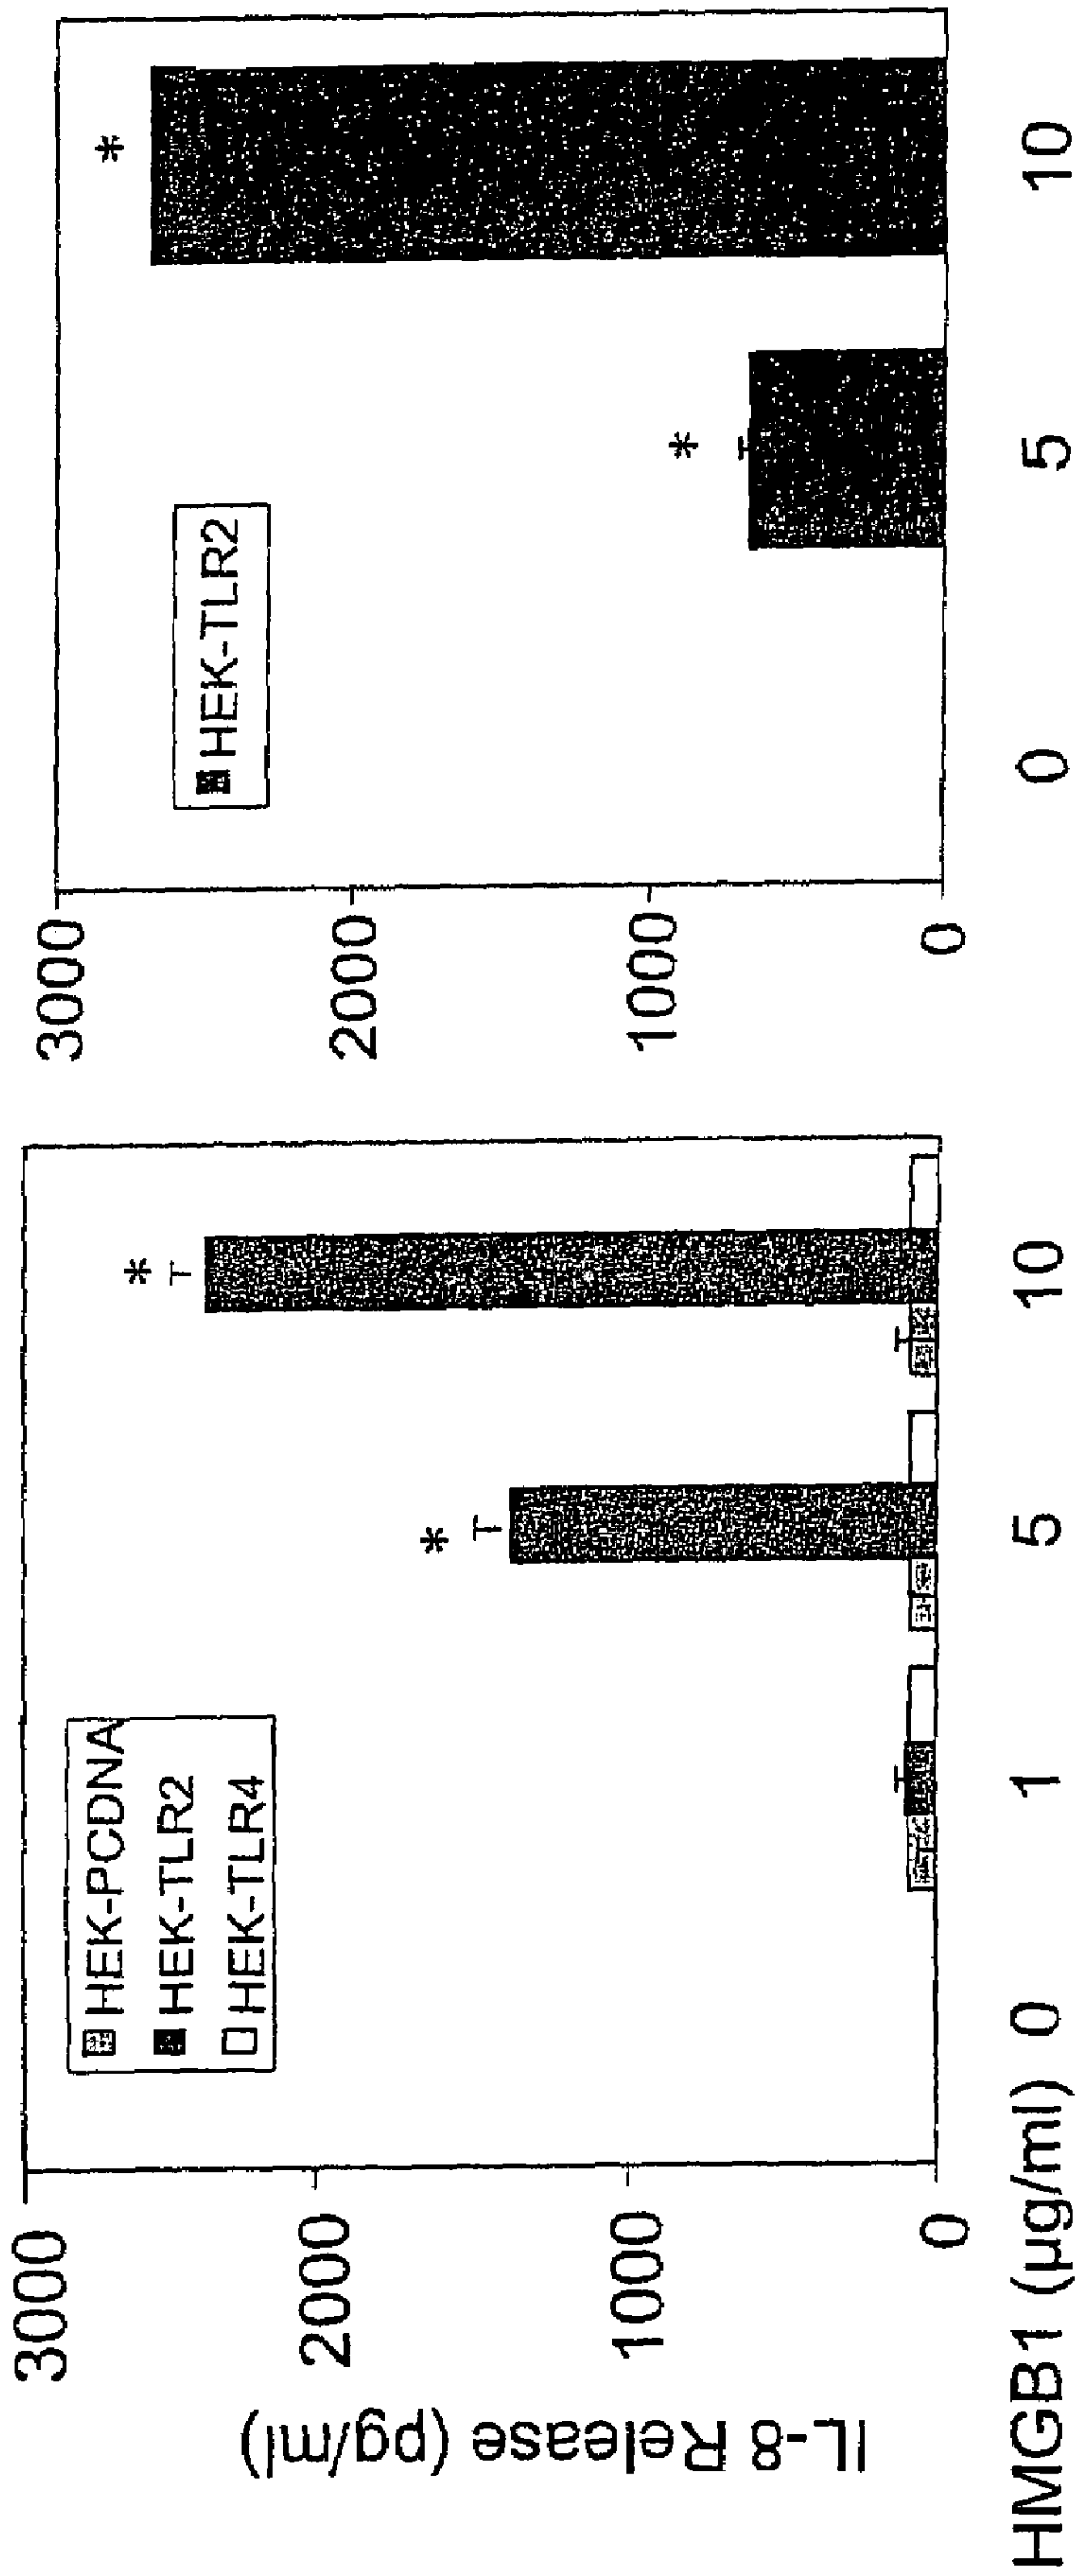 IL-8 Release (pg/ml)
3000
2000
1000
0
HEK-PCDNA
HEK-TLR2
HEK-TLR4
*
*
HMGB1 (µg/ml) 0 1 5 10
3000
2000
1000
0
HEK-TLR2
*
*
0 5 10